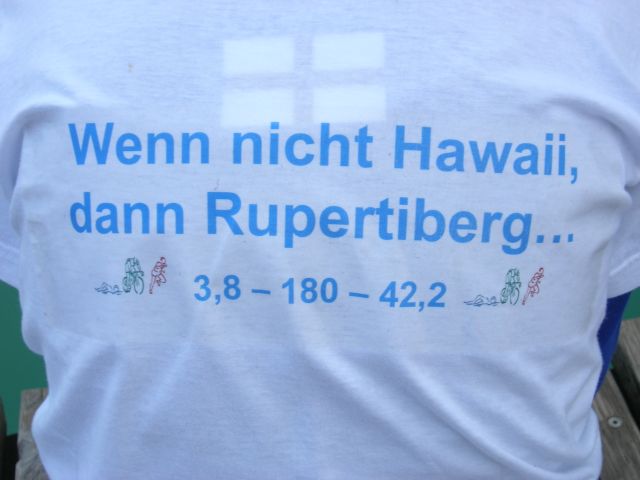 Wenn nicht Hawaii,
dann Rupertiberg...
3,8 – 180 – 42,2